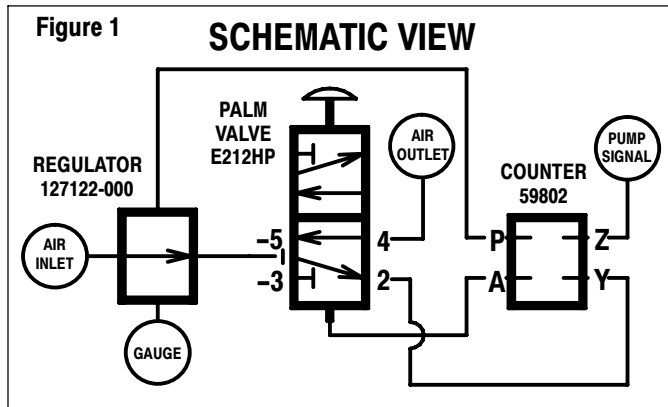 Figure 1
SCHEMATIC VIEW
PALM
VALVE
E212HP
AIR
OUTLET
PUMP
SIGNAL
REGULATOR
127122-000
COUNTER
59802
AIR
INLET
–5
4
–3
2
P
Z
A
Y
GAUGE